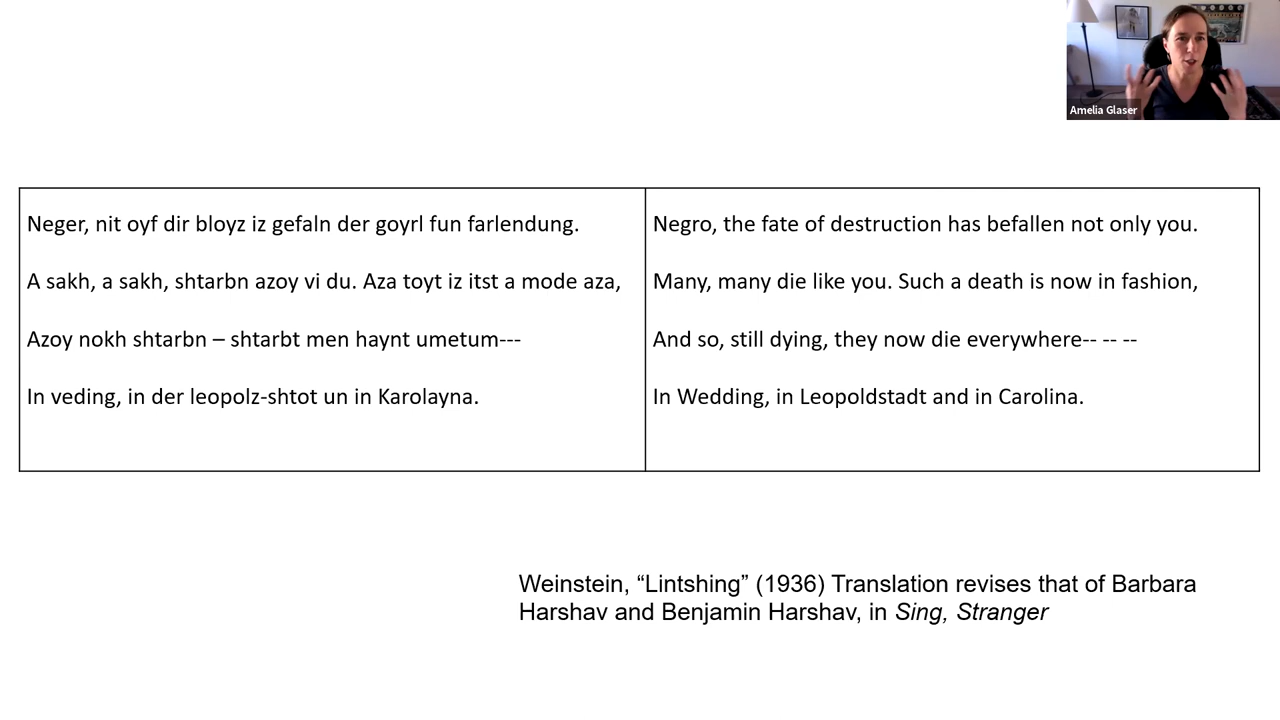 Amelia Glaser
Neger, nit oyf dir bloyz iz gefaln der goyrl fun farlendung.
A sakh, a sakh, shtarbn azoy vi du. Aza toyt iz itst a mode aza,
Azoy nokh shtarbn – shtarbt men haynt umetum---
In veding, in der leopolz-shtot un in Karolayna.
Negro, the fate of destruction has befallen not only you.
Many, many die like you. Such a death is now in fashion,
And so, still dying, they now die everywhere-- -- --
In Wedding, in Leopoldstadt and in Carolina.
Weinstein, “Lintshing” (1936) Translation revises that of Barbara
Harshav and Benjamin Harshav, in Sing, Stranger